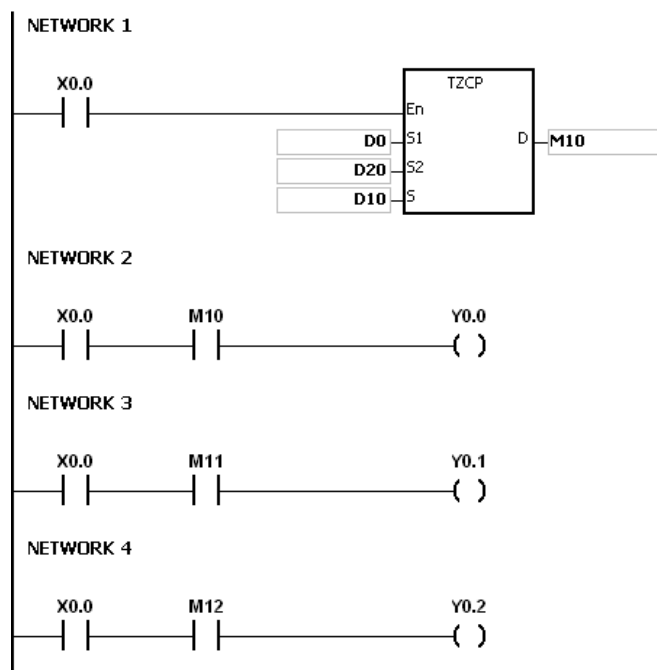 NETWORK 1
X0.0
TZCP
En
D0 S1 D M10
D20 S2
D10 S
NETWORK 2
X0.0 M10 Y0.0
NETWORK 3
X0.0 M11 Y0.1
NETWORK 4
X0.0 M12 Y0.2